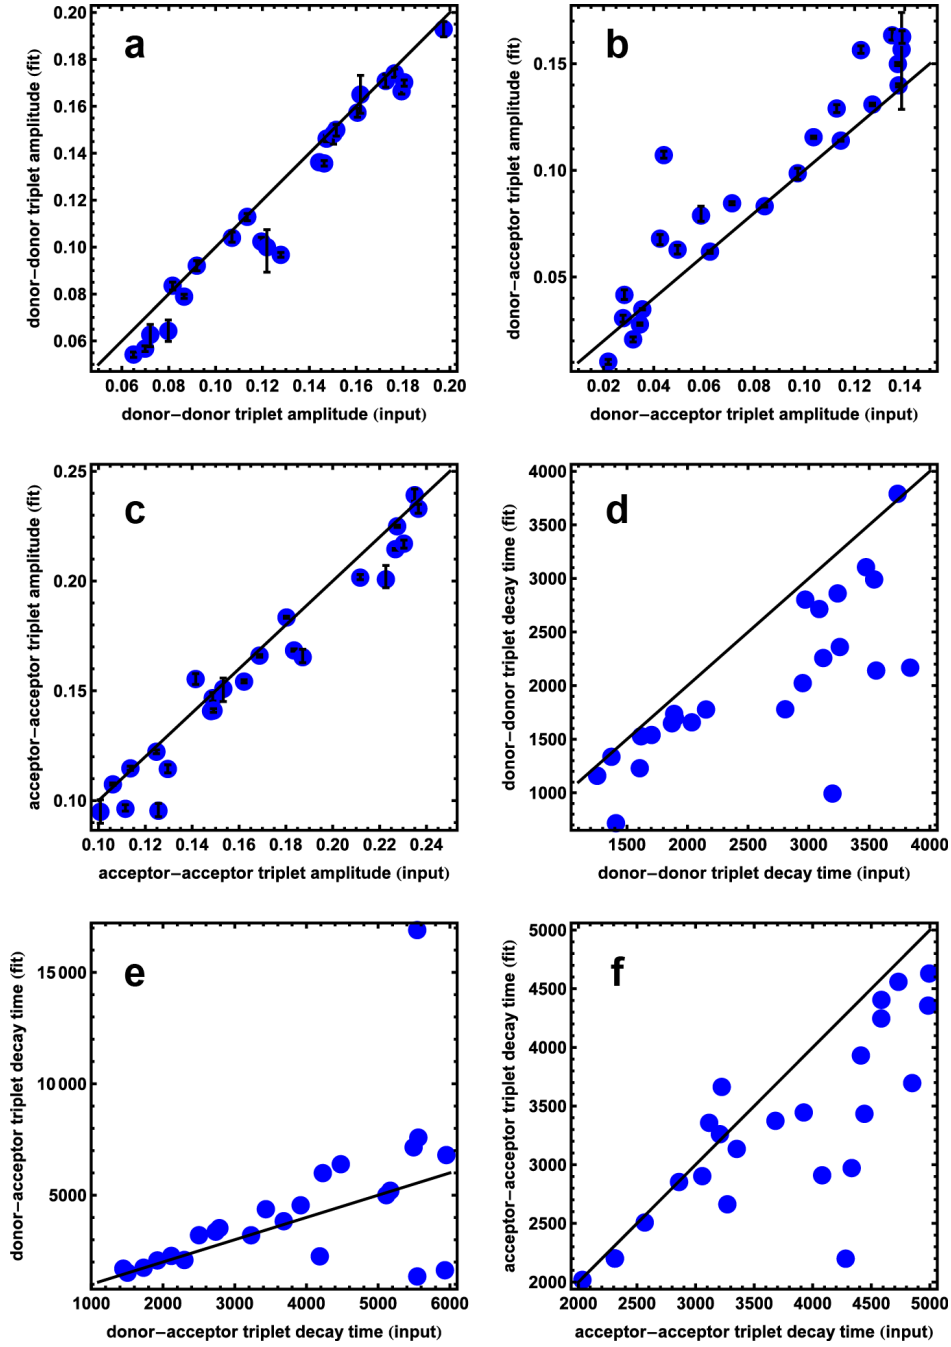 a
donor−donor triplet amplitude (fit)
0.20
0.18
0.16
0.14
0.12
0.10
0.08
0.06
0.06 0.08 0.10 0.12 0.14 0.16 0.18 0.20
donor−donor triplet amplitude (input)
b
donor−acceptor triplet amplitude (fit)
0.15
0.10
0.05
0.02 0.04 0.06 0.08 0.10 0.12 0.14
donor−acceptor triplet amplitude (input)
c
acceptor−acceptor triplet amplitude (fit)
0.25
0.20
0.15
0.10
0.10 0.12 0.14 0.16 0.18 0.20 0.22 0.24
acceptor−acceptor triplet amplitude (input)
d
donor−donor triplet decay time (fit)
4000
3500
3000
2500
2000
1500
1000
1500 2000 2500 3000 3500 4000
donor−donor triplet decay time (input)
e
donor−acceptor triplet decay time (fit)
15 000
10 000
5000
1000 2000 3000 4000 5000 6000
donor−acceptor triplet decay time (input)
f
acceptor−acceptor triplet decay time (fit)
5000
4500
4000
3500
3000
2500
2000
2000 2500 3000 3500 4000 4500 5000
acceptor−acceptor triplet decay time (input)